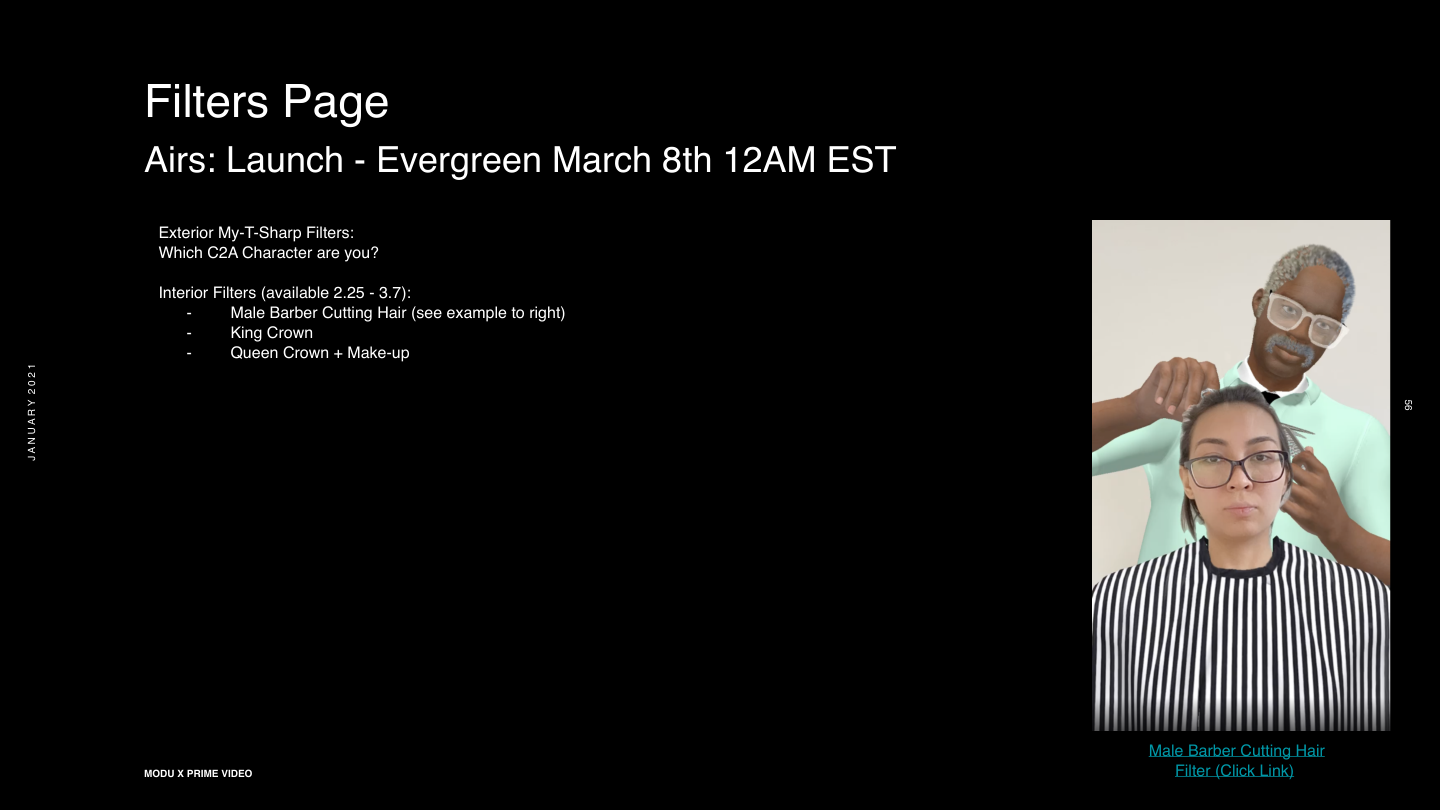 Filters Page
Airs: Launch - Evergreen March 8th 12AM EST
Exterior My-T-Sharp Filters:
Which C2A Character are you?
Interior Filters (available 2.25 - 3.7):
- Male Barber Cutting Hair (see example to right)
- King Crown
- Queen Crown + Make-up
JANUARY 2021
56
Male Barber Cutting Hair
Filter (Click Link)
MODU X PRIME VIDEO